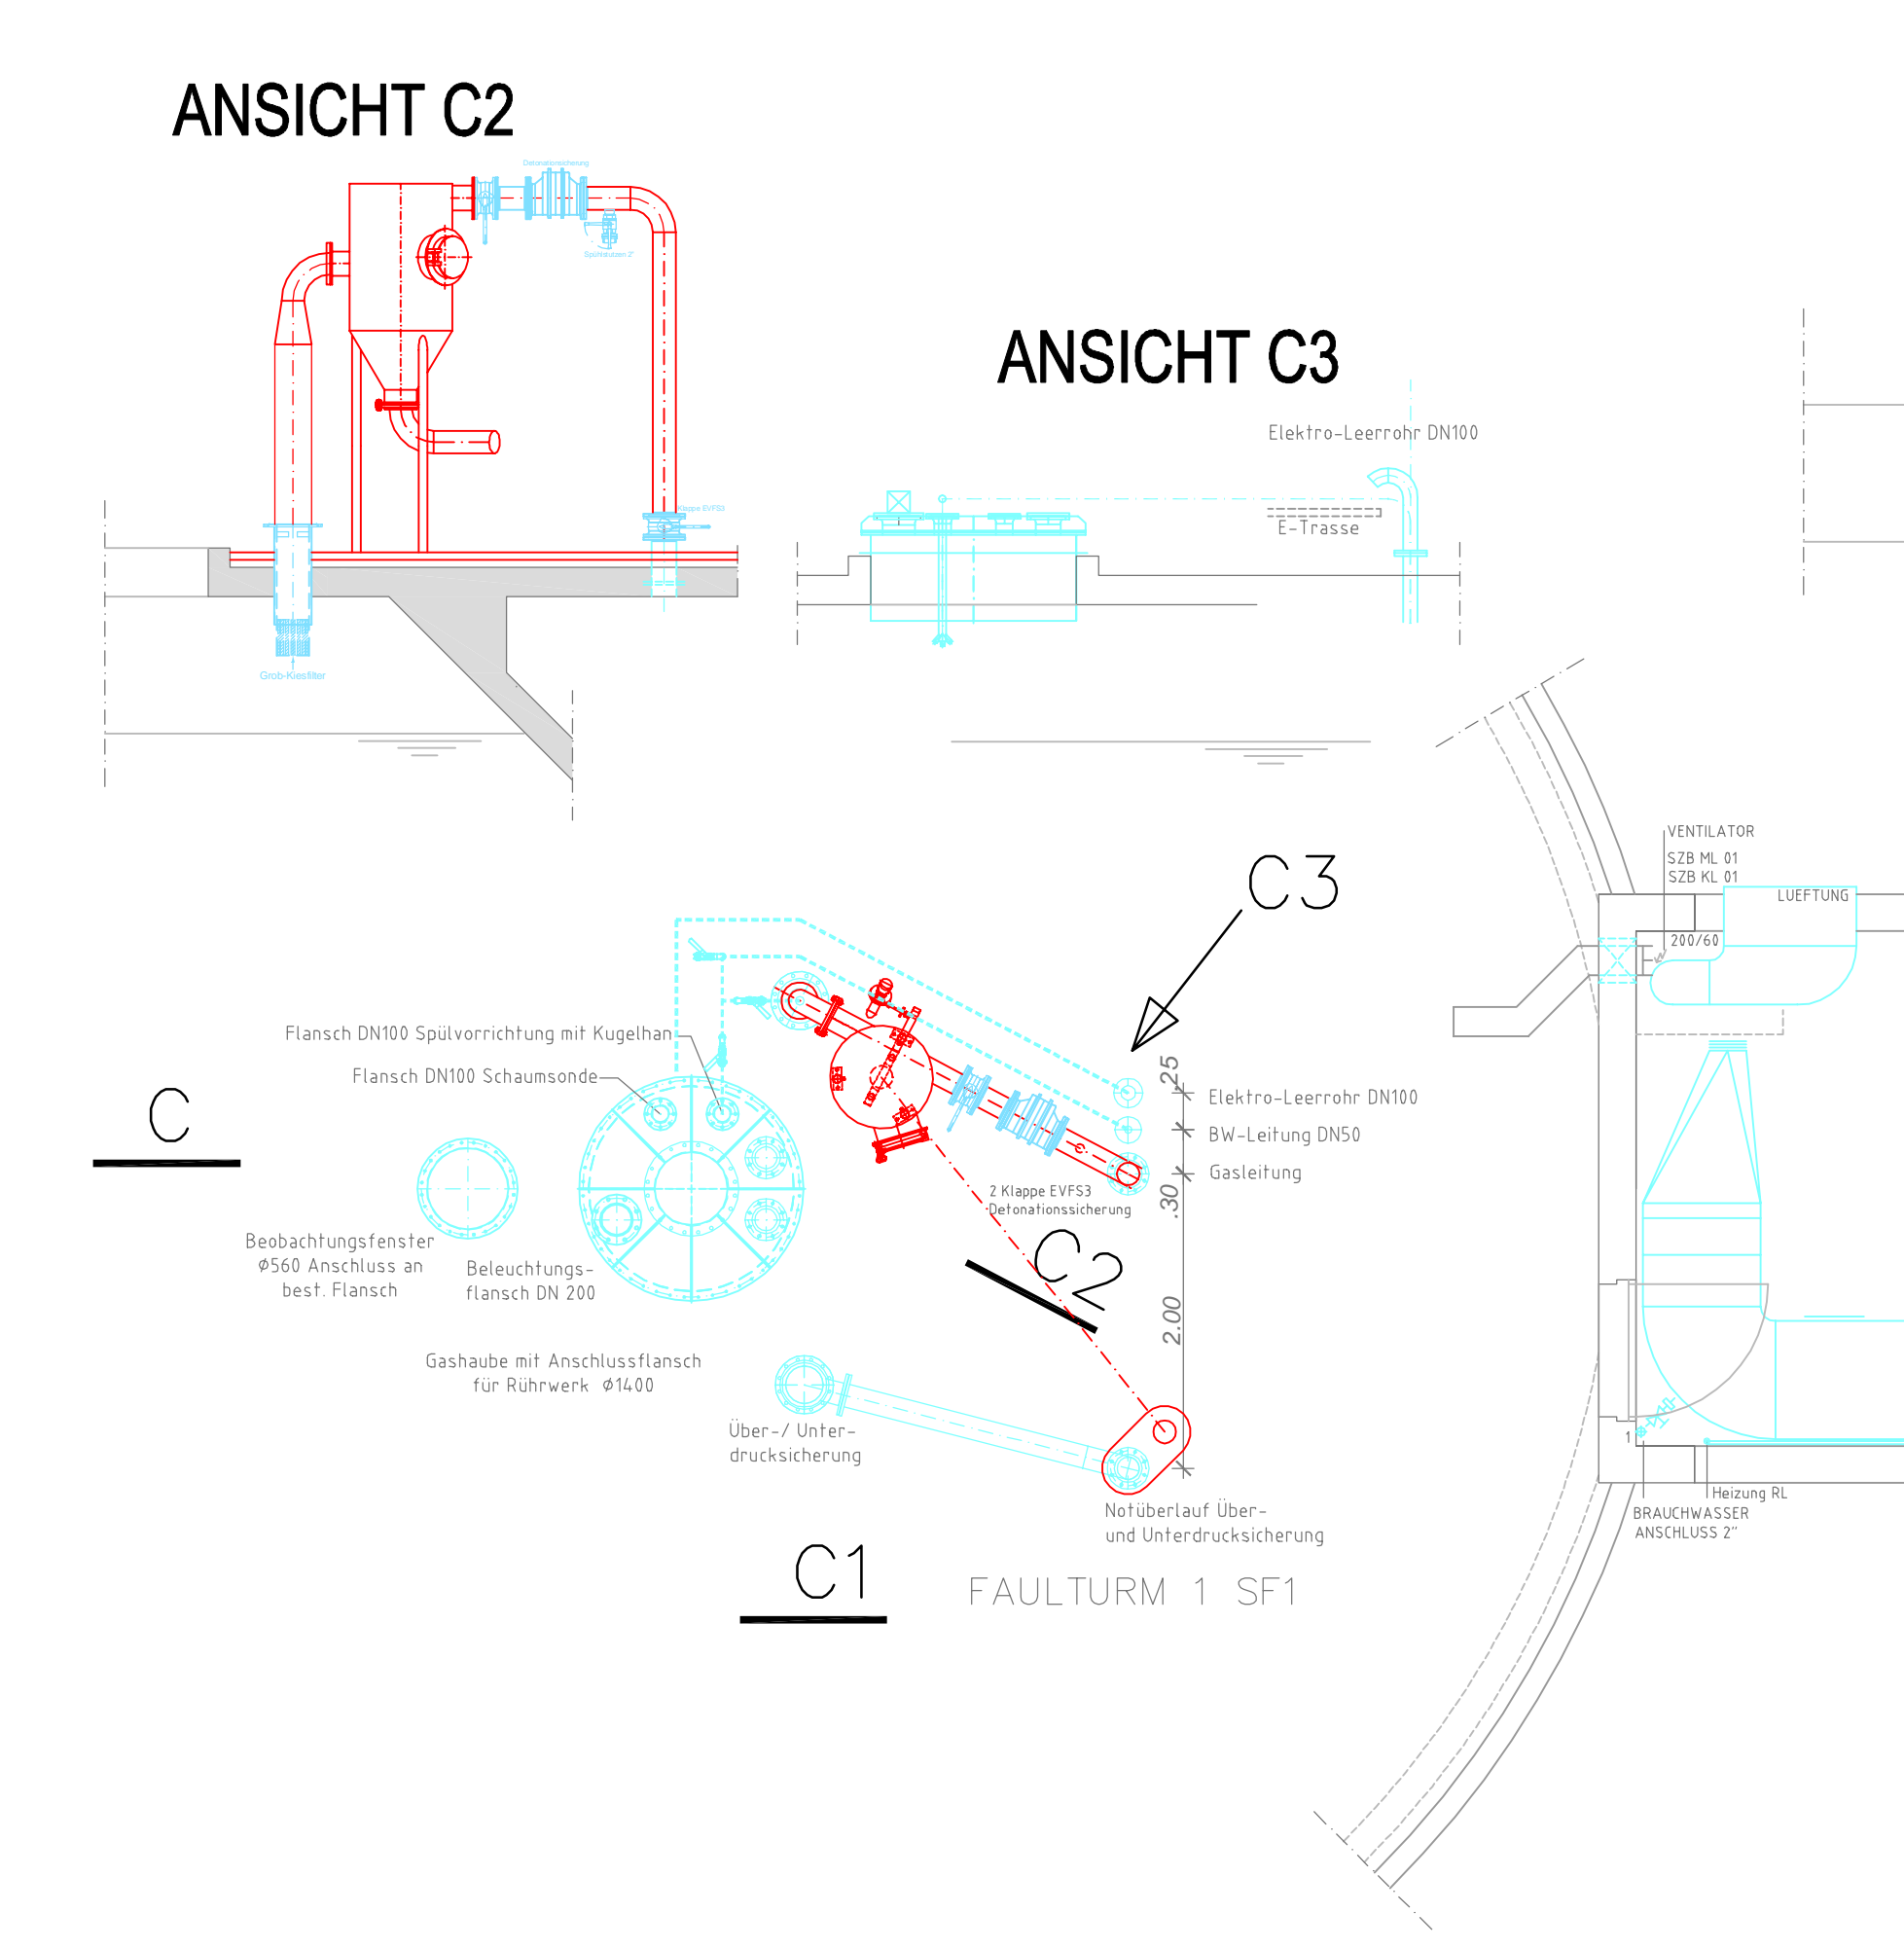 ANSICHT C2
Detonationsicherung
Spühlstutzen 2"
Klappe EVFS3
Grob-Kiesfilter
ANSICHT C3
Elektro-Leerrohr DN100
E-Trasse
VENTILATOR
SZB ML 01
SZB KL 01
LUEFTUNG
200/60
C3
Flansch DN100 Spülvorrichtung mit Kugelhan
Flansch DN100 Schaumsonde
C
.25
Elektro-Leerrohr DN100
BW-Leitung DN50
Gasleitung
.30
2 Klappe EVFS3
Detonationssicherung
C2
2.00
Beobachtungsfenster
Ø560 Anschluss an
best. Flansch
Beleuchtungs-
flansch DN 200
Gashaube mit Anschlussflansch
für Rührwerk Ø1400
Über-/ Unter-
drucksicherung
Notüberlauf Über-
und Unterdrucksicherung
1
Heizung RL
BRAUCHWASSER
ANSCHLUSS 2"
C1
FAULTURM 1 SF1